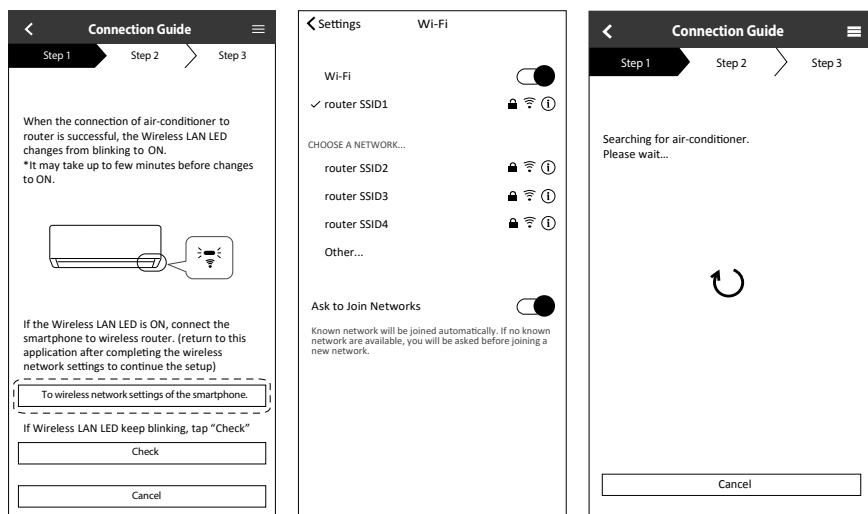 Connection Guide
Step 1
Step 2
Step 3
When the connection of air-conditioner to
router is successful, the Wireless LAN LED
changes from blinking to ON.
*It may take up to few minutes before changes
to ON.
If the Wireless LAN LED is ON, connect the
smartphone to wireless router. (return to this
application after completing the wireless
network settings to continue the setup)
To wireless network settings of the smartphone.
If Wireless LAN LED keep blinking, tap “Check”
Check
Cancel
Settings
Wi-Fi
Wi-Fi
router SSID1
CHOOSE A NETWORK...
router SSID2
router SSID3
router SSID4
Other...
Ask to Join Networks
Known network will be joined automatically. If no known
network are available, you will be asked before joining a
new network.
Connection Guide
Step 1
Step 2
Step 3
Searching for air-conditioner.
Please wait...
Cancel